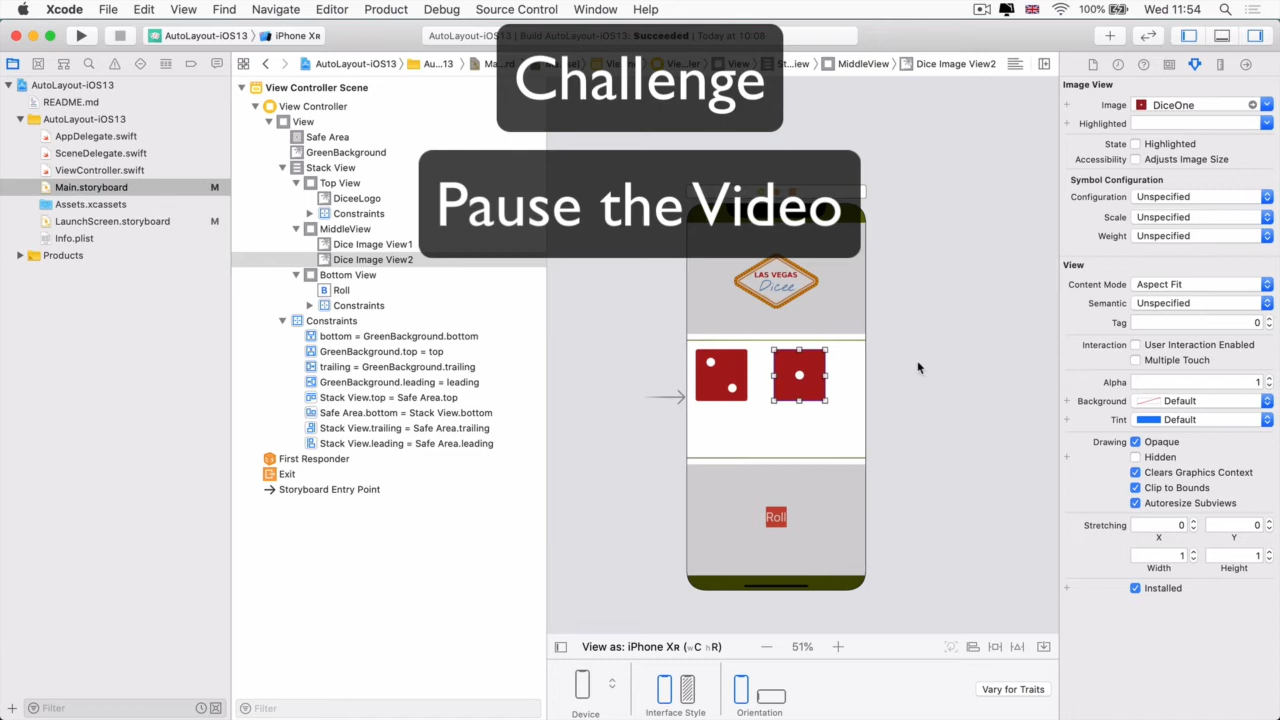 Xcode File Edit View Find Navigate Editor Product Debug Source Control Window Help 100% Wed 11:54
AutoLayout-iOS13 iPhone XR AutoLayout-iOS Succeeded Today at 10:08
Challenge
Pause the Video
AutoLayout-iOS13 Au...13 View St...iew MiddleView Dice Image View2
AutoLayout-iOS13
README.md
AutoLayout-iOS13
AppDelegate.swift
SceneDelegate.swift
ViewController.swift
Main.storyboard M
Assets.xcassets
LaunchScreen.storyboard M
Info.plist
Products
Filter
View Controller Scene
View Controller
View
Safe Area
GreenBackground
Stack View
Top View
DiceeLogo
Constraints
MiddleView
Dice Image View1
Dice Image View2
Bottom View
B Roll
Constraints
Constraints
bottom = GreenBackground.bottom
GreenBackground.top = top
trailing = GreenBackground.trailing
GreenBackground.leading = leading
Stack View.top = Safe Area.top
Safe Area.bottom = Stack View.bottom
Stack View.trailing = Safe Area.trailing
Stack View.leading = Safe Area.leading
First Responder
Exit
Storyboard Entry Point
Filter
LAS VEGAS
Dicee
Roll
View as: iPhone XR (wC hR) 51%
Device
Interface Style
Orientation
Vary for Traits
Image View
Image DiceOne
Highlighted
State Highlighted
Accessibility Adjusts Image Size
Symbol Configuration
Configuration Unspecified
Scale Unspecified
Weight Unspecified
View
Content Mode Aspect Fit
Semantic Unspecified
Tag 0
Interaction User Interaction Enabled
Multiple Touch
Alpha 1
Background Default
Tint Default
Drawing Opaque
Hidden
Clears Graphics Context
Clip to Bounds
Autoresize Subviews
Stretching 0 0
X Y
1 1
Width Height
Installed